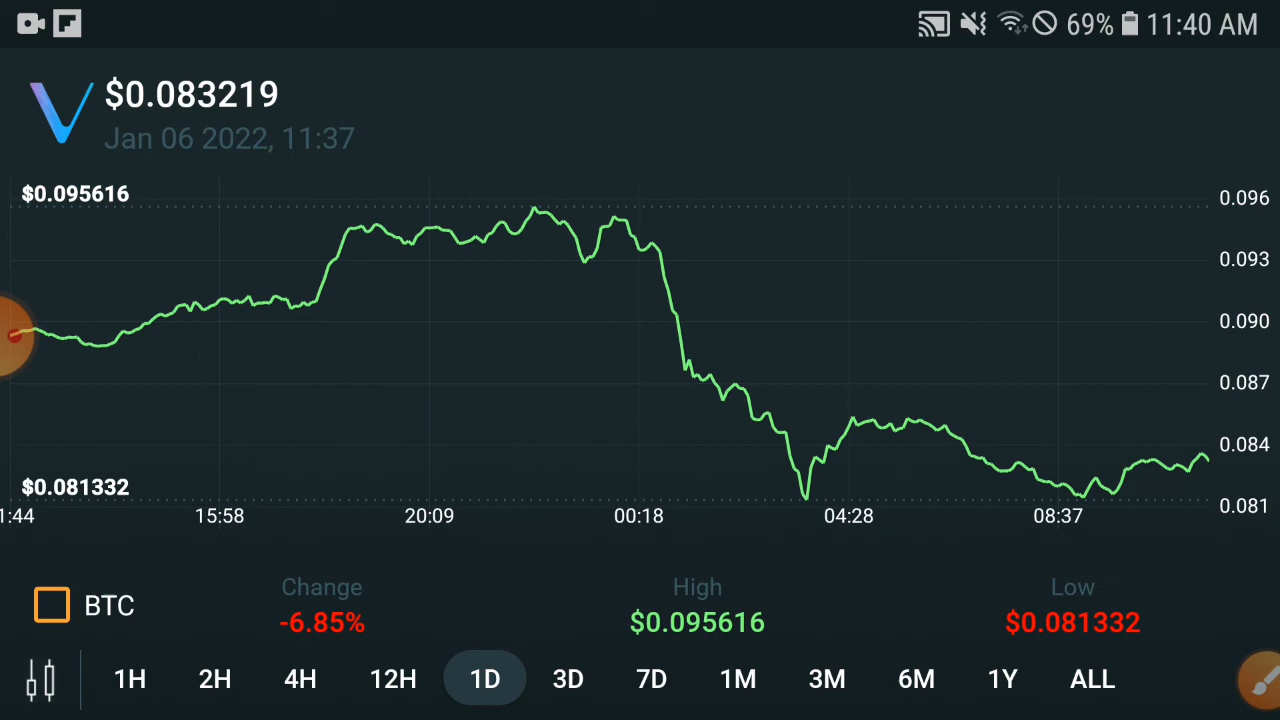 69% 11:40 AM
$0.083219
Jan 06 2022, 11:37
$0.095616
0.096
0.093
0.090
0.087
0.084
$0.081332
0.081
1:44 15:58 20:09 00:18 04:28 08:37
Change High Low
BTC -6.85% $0.095616 $0.081332
1H 2H 4H 12H 1D 3D 7D 1M 3M 6M 1Y ALL